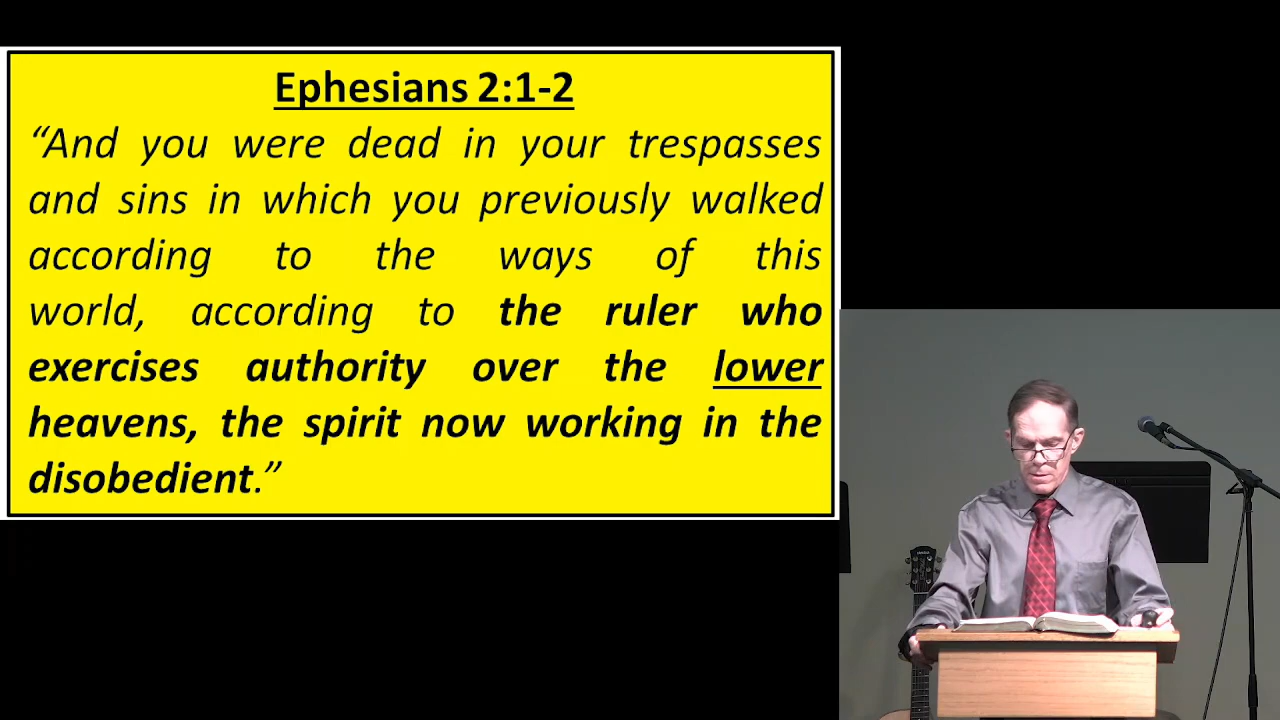 Ephesians 2:1-2
“And you were dead in your trespasses
and sins in which you previously walked
according to the ways of this
world, according to the ruler who
exercises authority over the lower
heavens, the spirit now working in the
disobedient.”